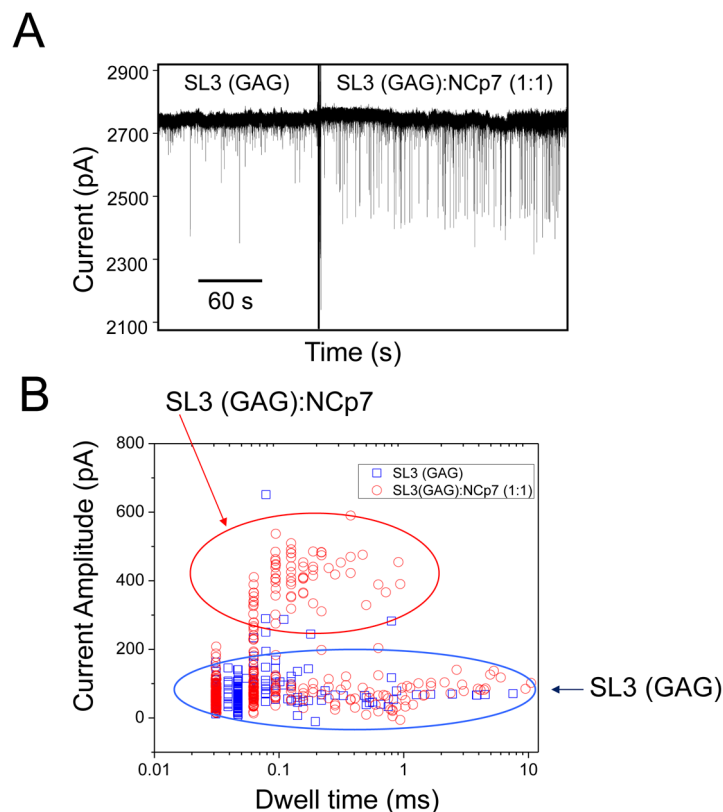 A
SL3 (GAG)
SL3 (GAG):NCp7 (1:1)
2900
2700
2500
2300
2100
Current (pA)
60 s
Time (s)
B
SL3 (GAG):NCp7
800
600
400
200
0
Current Amplitude (pA)
SL3 (GAG)
SL3(GAG):NCp7 (1:1)
SL3 (GAG)
0.01
0.1
1
10
Dwell time (ms)